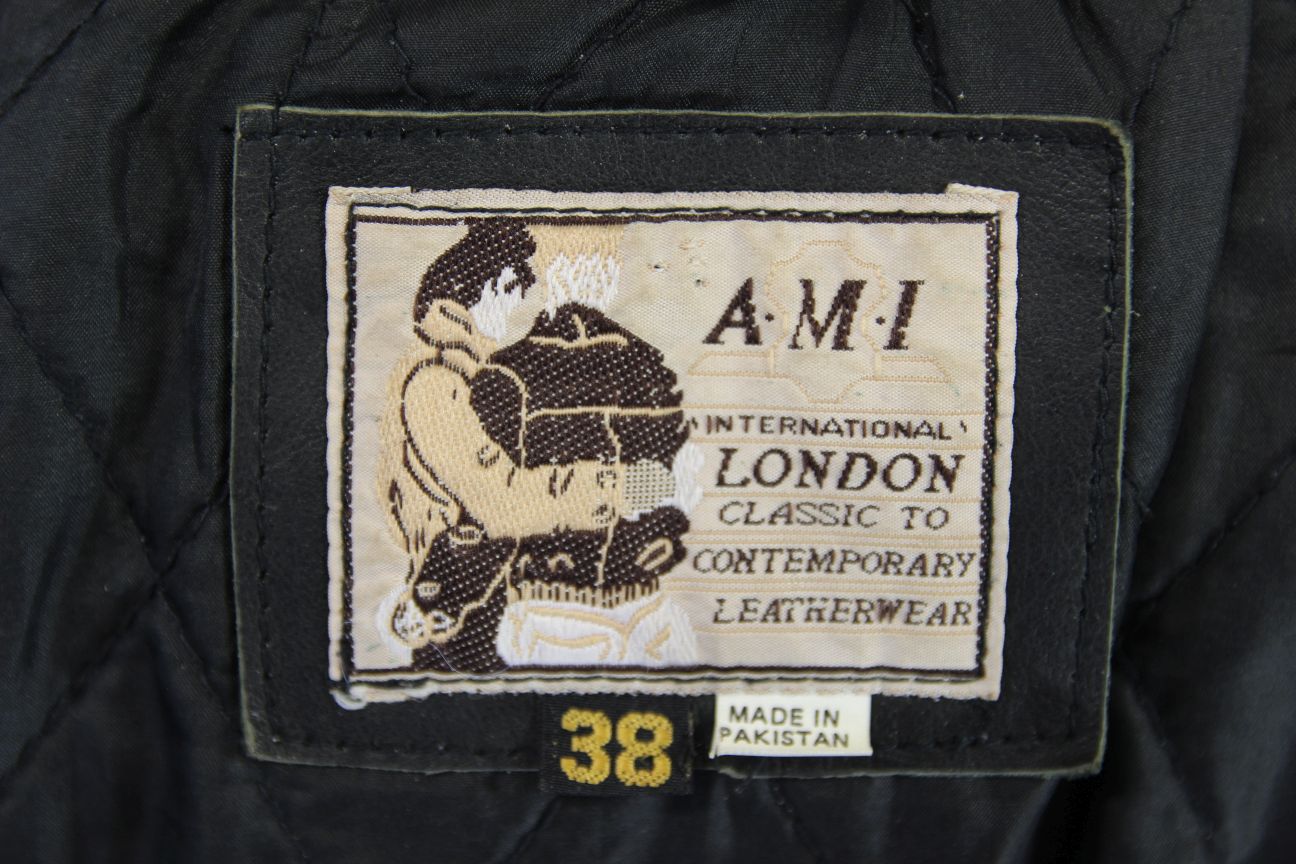 A·M·I
'INTERNATIONAL'
LONDON
CLASSIC TO
CONTEMPORARY
LEATHERWEAR
38
MADE IN
PAKISTAN